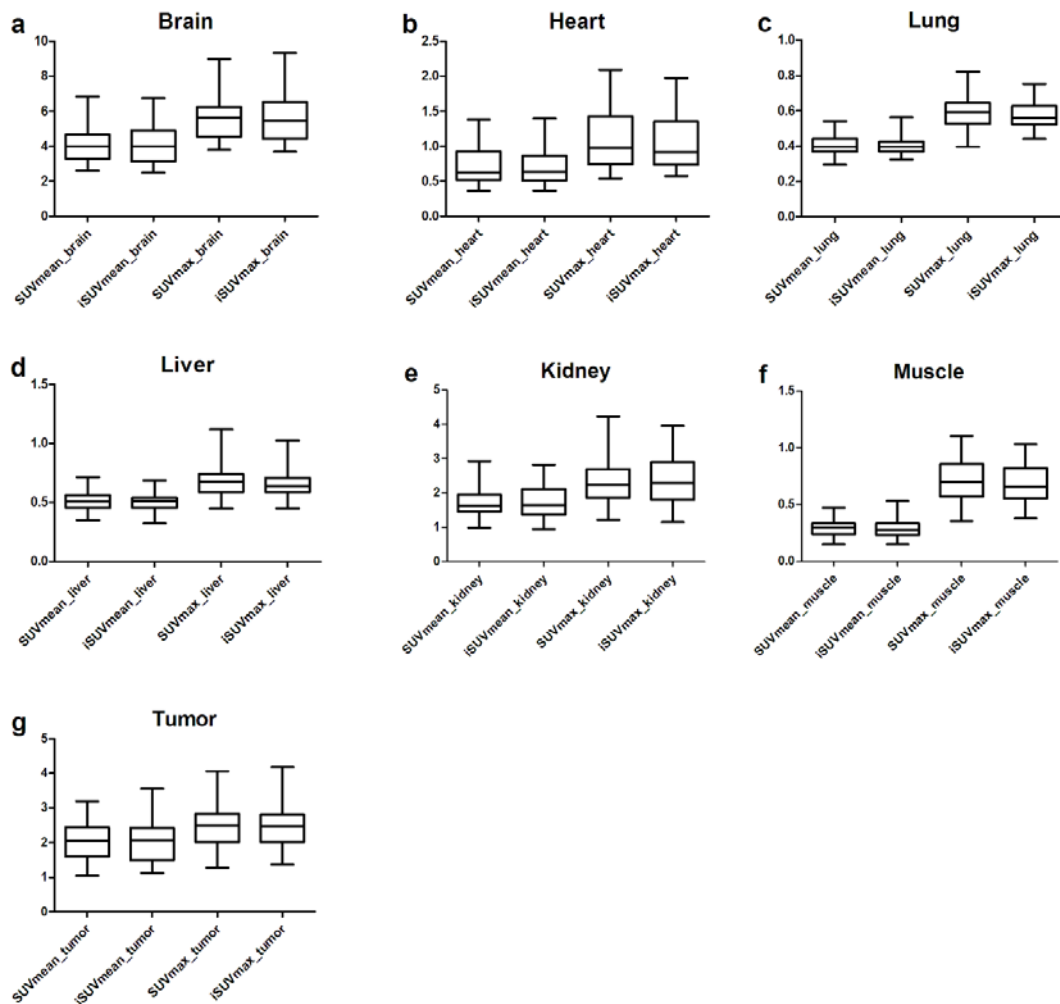 a Brain
10
8
6
4
2
0
SUVmean_brain
iSUVmean_brain
SUVmax_brain
iSUVmax_brain
b Heart
2.5
2.0
1.5
1.0
0.5
0.0
SUVmean_heart
iSUVmean_heart
SUVmax_heart
iSUVmax_heart
c Lung
1.0
0.8
0.6
0.4
0.2
0.0
SUVmean_lung
iSUVmean_lung
SUVmax_lung
iSUVmax_lung
d Liver
1.5
1.0
0.5
0.0
SUVmean_liver
iSUVmean_liver
SUVmax_liver
iSUVmax_liver
e Kidney
5
4
3
2
1
0
SUVmean_kidney
iSUVmean_kidney
SUVmax_kidney
iSUVmax_kidney
f Muscle
1.5
1.0
0.5
0.0
SUVmean_muscle
iSUVmean_muscle
SUVmax_muscle
iSUVmax_muscle
g Tumor
5
4
3
2
1
0
SUVmean_tumor
iSUVmean_tumor
SUVmax_tumor
iSUVmax_tumor